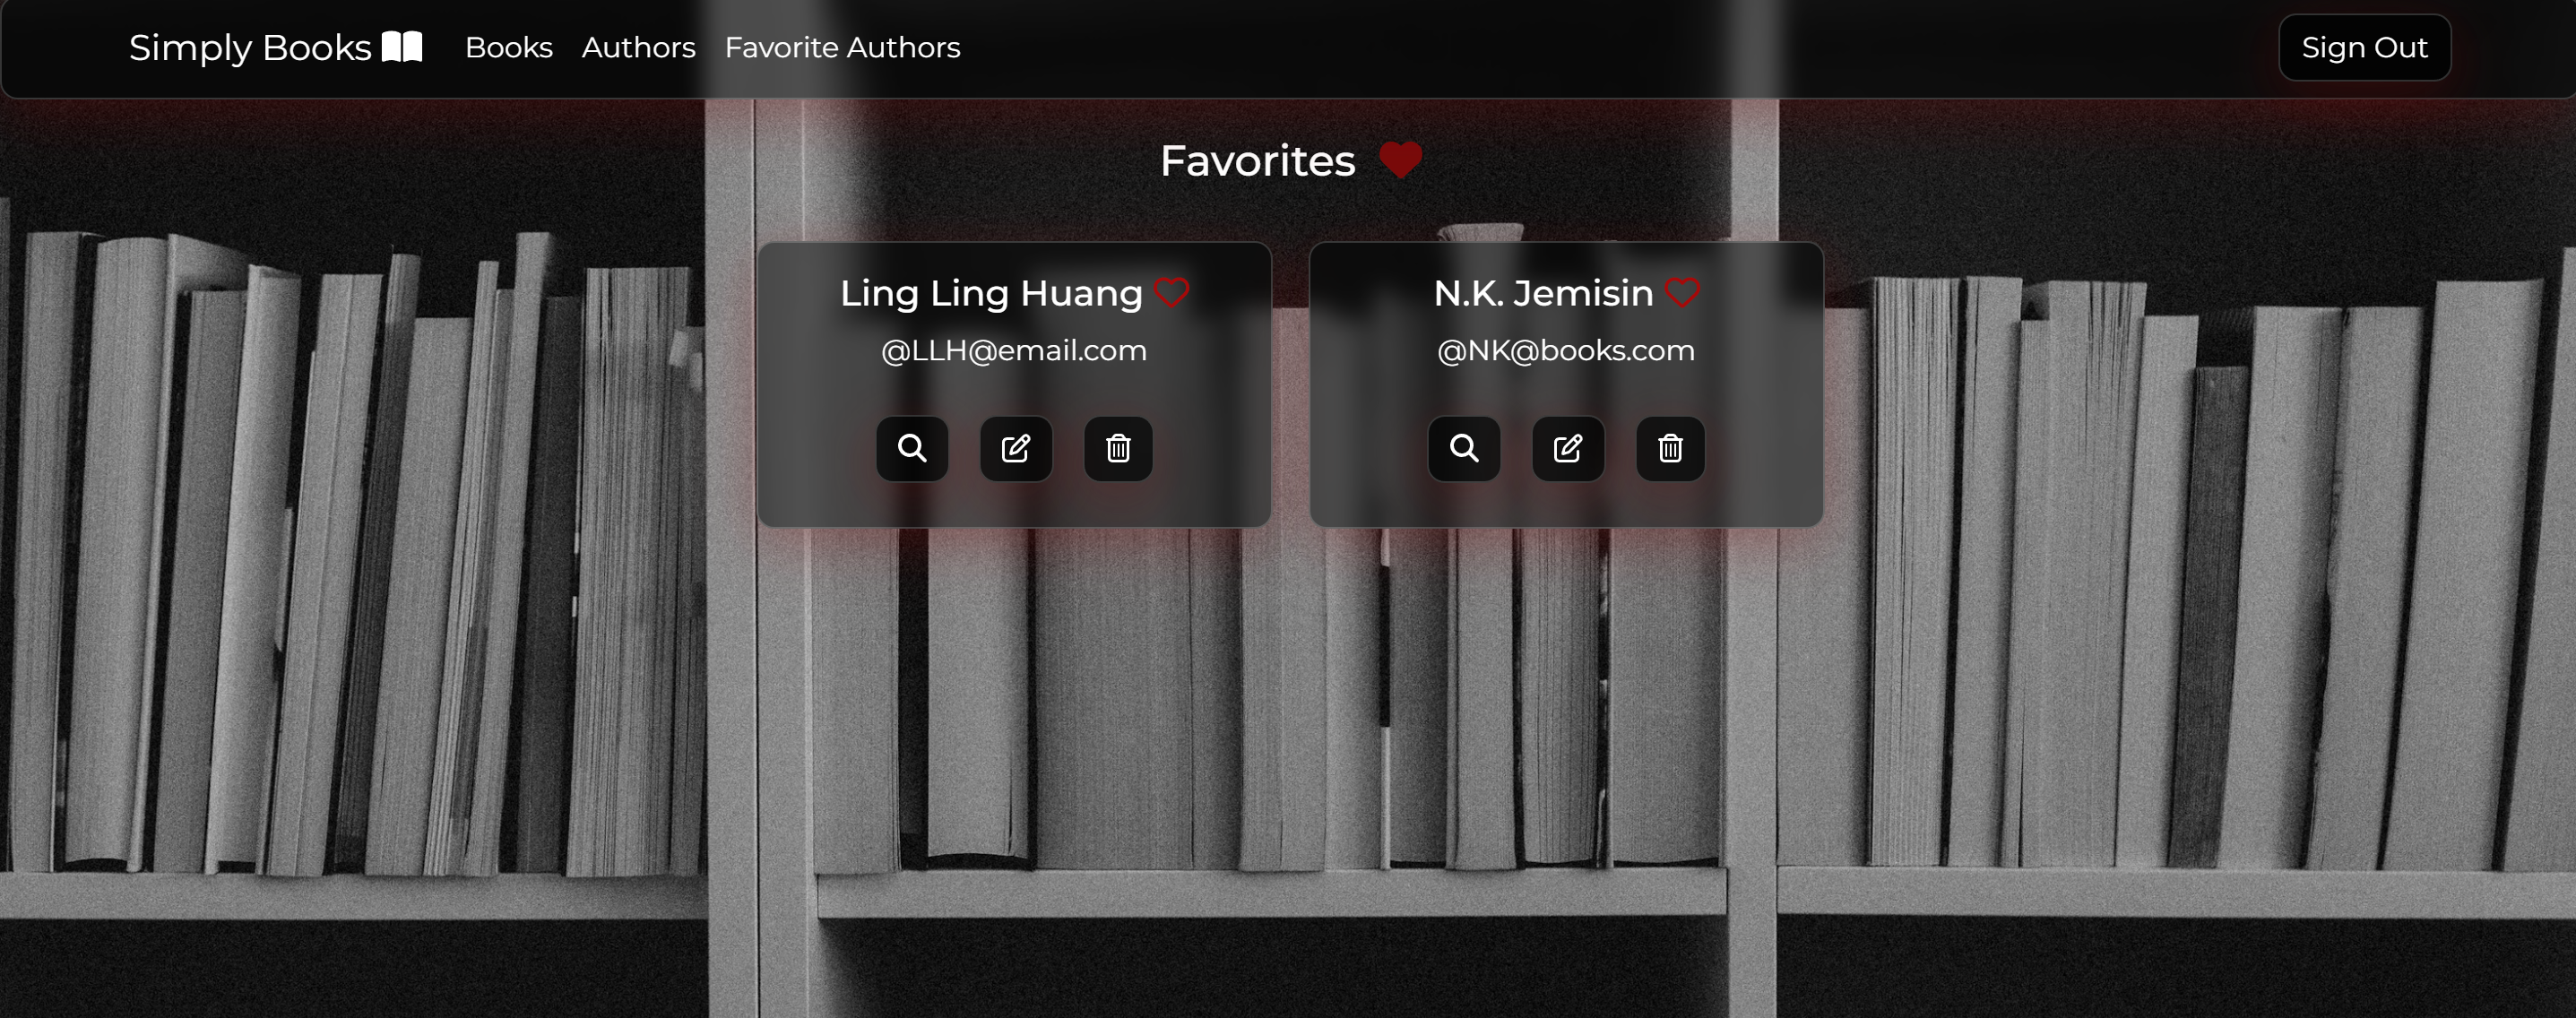 Simply Books Books Authors Favorite Authors Sign Out
Favorites
Ling Ling Huang
@LLH@email.com
N.K. Jemisin
@NK@books.com